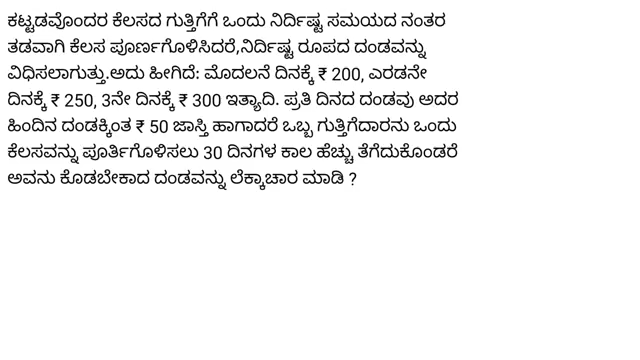 ಕಟ್ಟಡವೊಂದರ ಕೆಲಸದ ಗುತ್ತಿಗೆಗೆ ಒಂದು ನಿರ್ದಿಷ್ಟ ಸಮಯದ ನಂತರ
ತಡವಾಗಿ ಕೆಲಸ ಪೂರ್ಣಗೊಳಿಸಿದರೆ,ನಿರ್ದಿಷ್ಟ ರೂಪದ ದಂಡವನ್ನು
ವಿಧಿಸಲಾಗುತ್ತು.ಅದು ಹೀಗಿದೆ: ಮೊದಲನೆ ದಿನಕ್ಕೆ ₹ 200, ಎರಡನೇ
ದಿನಕ್ಕೆ ₹ 250, 3ನೇ ದಿನಕ್ಕೆ ₹ 300 ಇತ್ಯಾದಿ. ಪ್ರತಿ ದಿನದ ದಂಡವು ಅದರ
ಹಿಂದಿನ ದಂಡಕ್ಕಿಂತ ₹ 50 ಜಾಸ್ತಿ ಹಾಗಾದರೆ ಒಬ್ಬ ಗುತ್ತಿಗೆದಾರನು ಒಂದು
ಕೆಲಸವನ್ನು ಪೂರ್ತಿಗೊಳಿಸಲು 30 ದಿನಗಳ ಕಾಲ ಹೆಚ್ಚು ತೆಗೆದುಕೊಂಡರೆ
ಅವನು ಕೊಡಬೇಕಾದ ದಂಡವನ್ನು ಲೆಕ್ಕಾಚಾರ ಮಾಡಿ ?